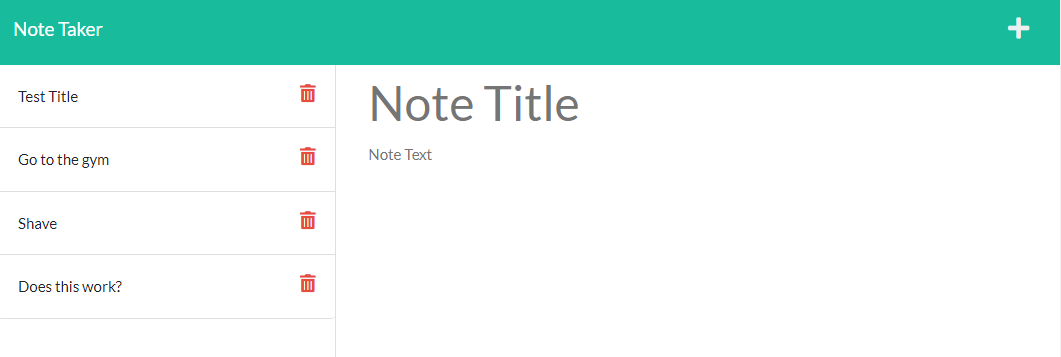 Note Taker
Test Title
Go to the gym
Shave
Does this work?
Note Title
Note Text